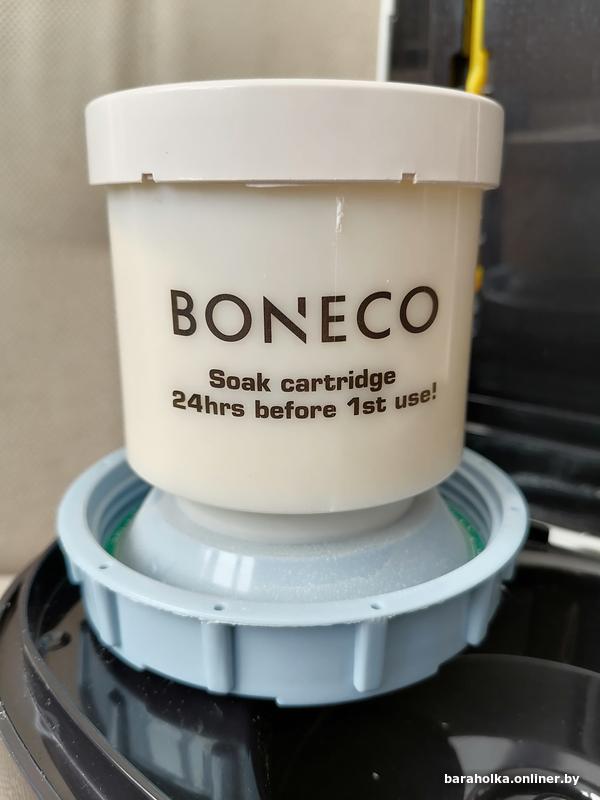 BONECO
Soak cartridge
24hrs before 1st use!
baraholka.onliner.by